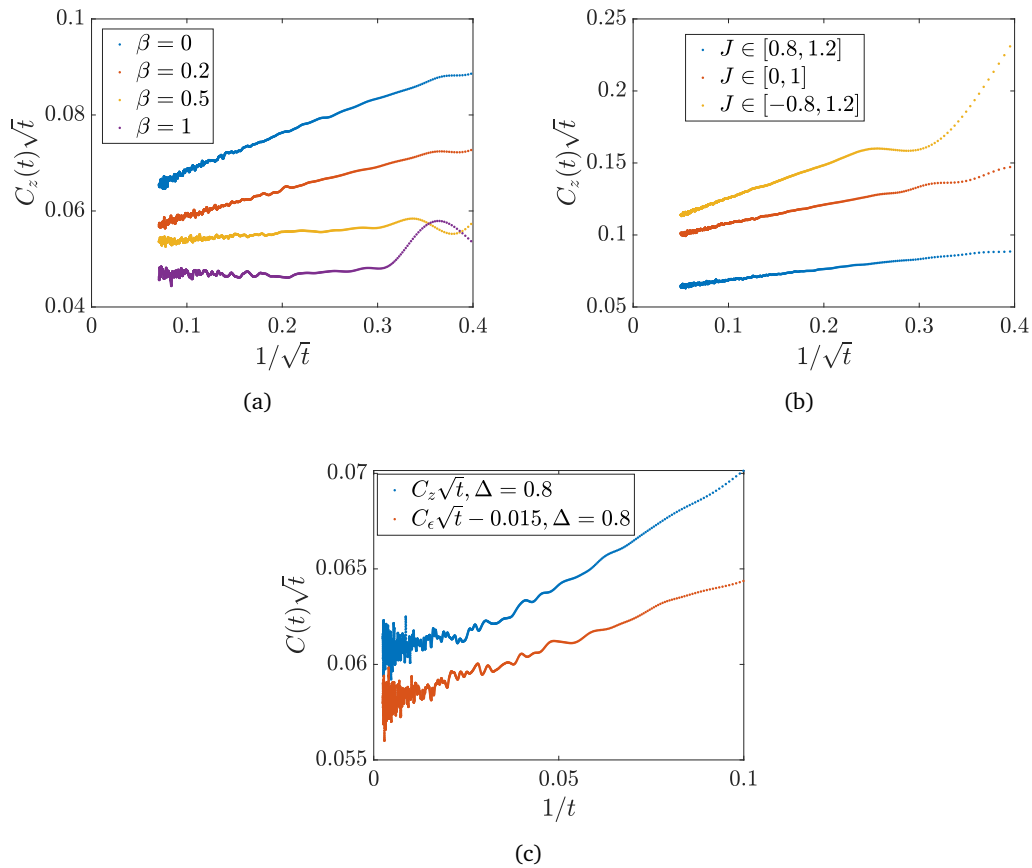 0.1
0.08
0.06
0.04
C_z(t)√t
β = 0
β = 0.2
β = 0.5
β = 1
0 0.1 0.2 0.3 0.4
1/√t
(a)
0.25
0.2
0.15
0.1
0.05
C_z(t)√t
J ∈ [0.8, 1.2]
J ∈ [0, 1]
J ∈ [−0.8, 1.2]
0 0.1 0.2 0.3 0.4
1/√t
(b)
0.07
0.065
0.06
0.055
C(t)√t
C_z√t, Δ = 0.8
C_ϵ√t − 0.015, Δ = 0.8
0 0.05 0.1
1/t
(c)